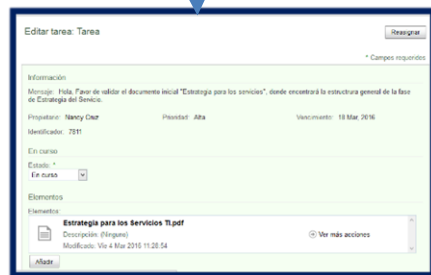 Editar tarea: Tarea
Reasignar
* Campos requeridos
Información
Mensaje: Hola, Favor de validar el documento inicial "Estrategia para los servicios", donde encontrará la estructura general de la fase
de Estrategia del Servicio.
Propietario: Nancy Cruz Prioridad: Alta Vencimiento: 18 Mar, 2016
Identificador: 7811
En curso
Estado: *
En curso
Elementos
Elementos:
Estrategia para los Servicios TI.pdf
Descripción: (Ninguno)
Ver más acciones
Modificado: Vie 4 Mar 2016 11:28:54
Añadir